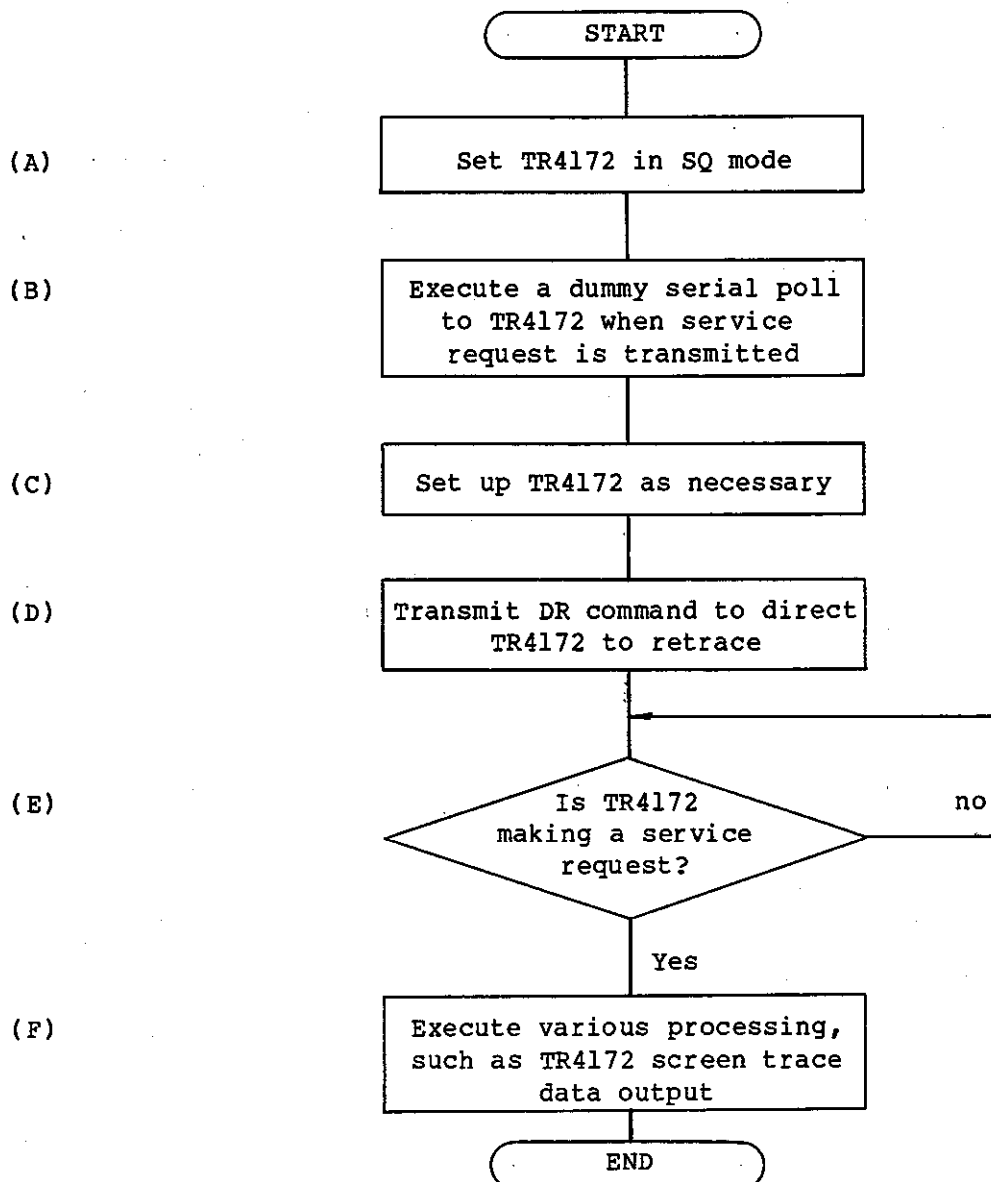 START
(A)
Set TR4172 in SQ mode
(B)
Execute a dummy serial poll
to TR4172 when service
request is transmitted
(C)
Set up TR4172 as necessary
(D)
Transmit DR command to direct
TR4172 to retrace
(E)
Is TR4172
making a service
request?
no
Yes
(F)
Execute various processing,
such as TR4172 screen trace
data output
END